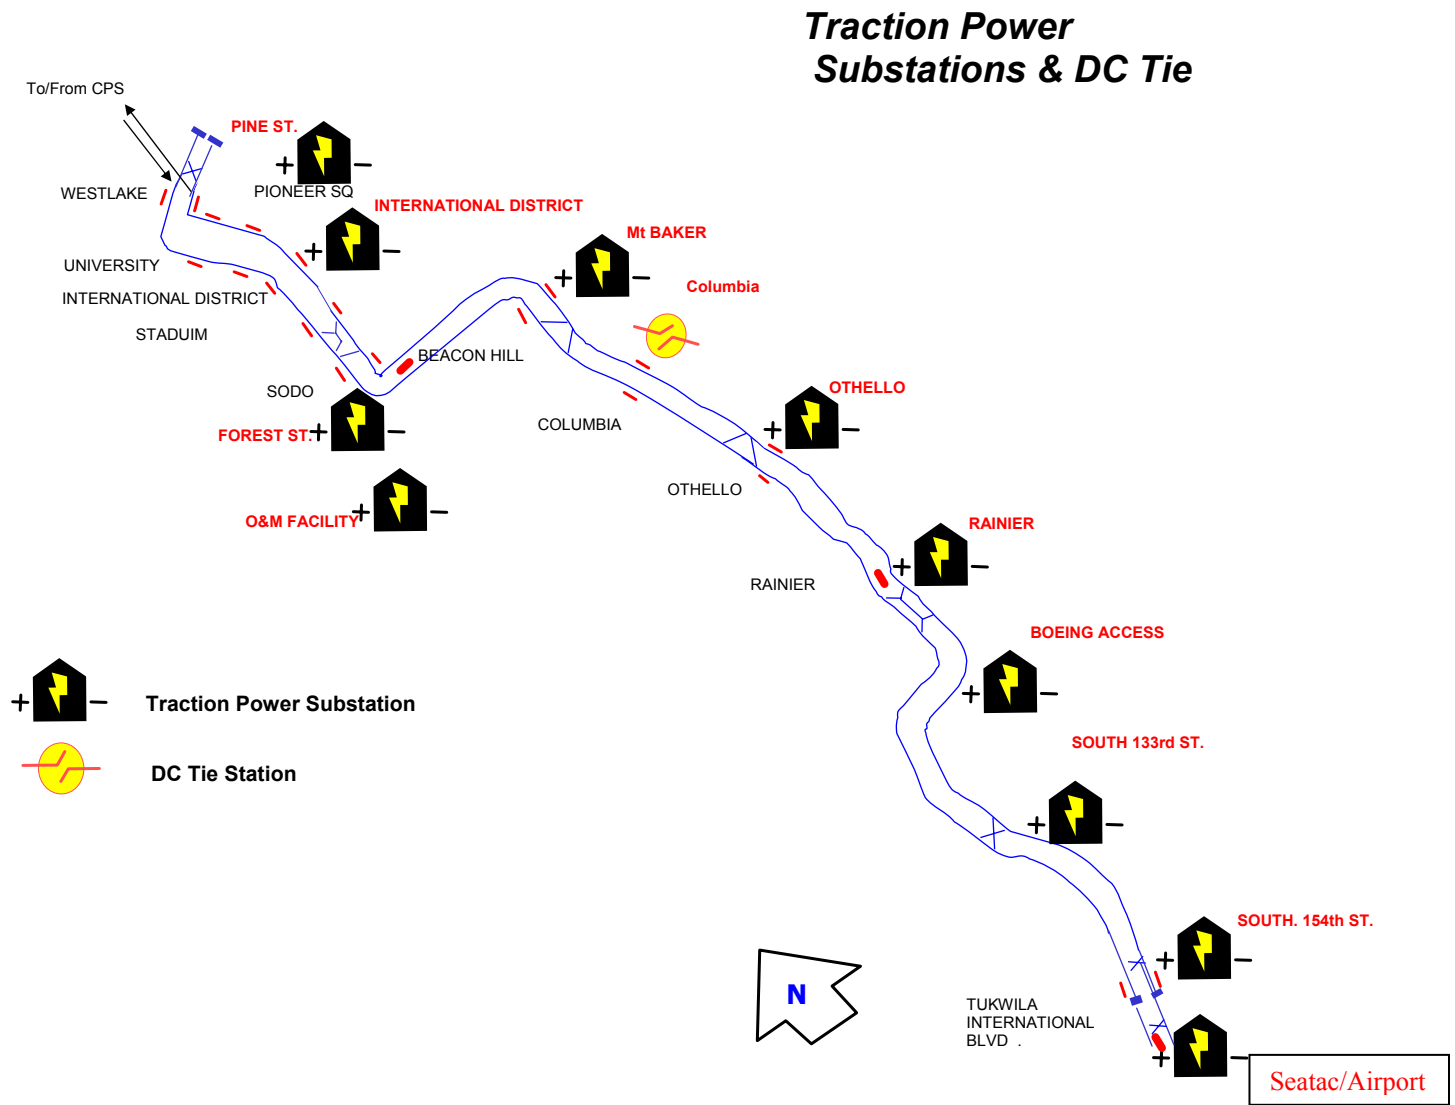 Traction Power
Substations & DC Tie
To/From CPS
PINE ST.
WESTLAKE
PIONEER SQ
INTERNATIONAL DISTRICT
Mt BAKER
UNIVERSITY
Columbia
INTERNATIONAL DISTRICT
STADUIM
BEACON HILL
SODO
OTHELLO
COLUMBIA
FOREST ST.
OTHELLO
O&M FACILITY
RAINIER
RAINIER
BOEING ACCESS
Traction Power Substation
SOUTH 133rd ST.
DC Tie Station
SOUTH. 154th ST.
N
TUKWILA
INTERNATIONAL
BLVD .
Seatac/Airport